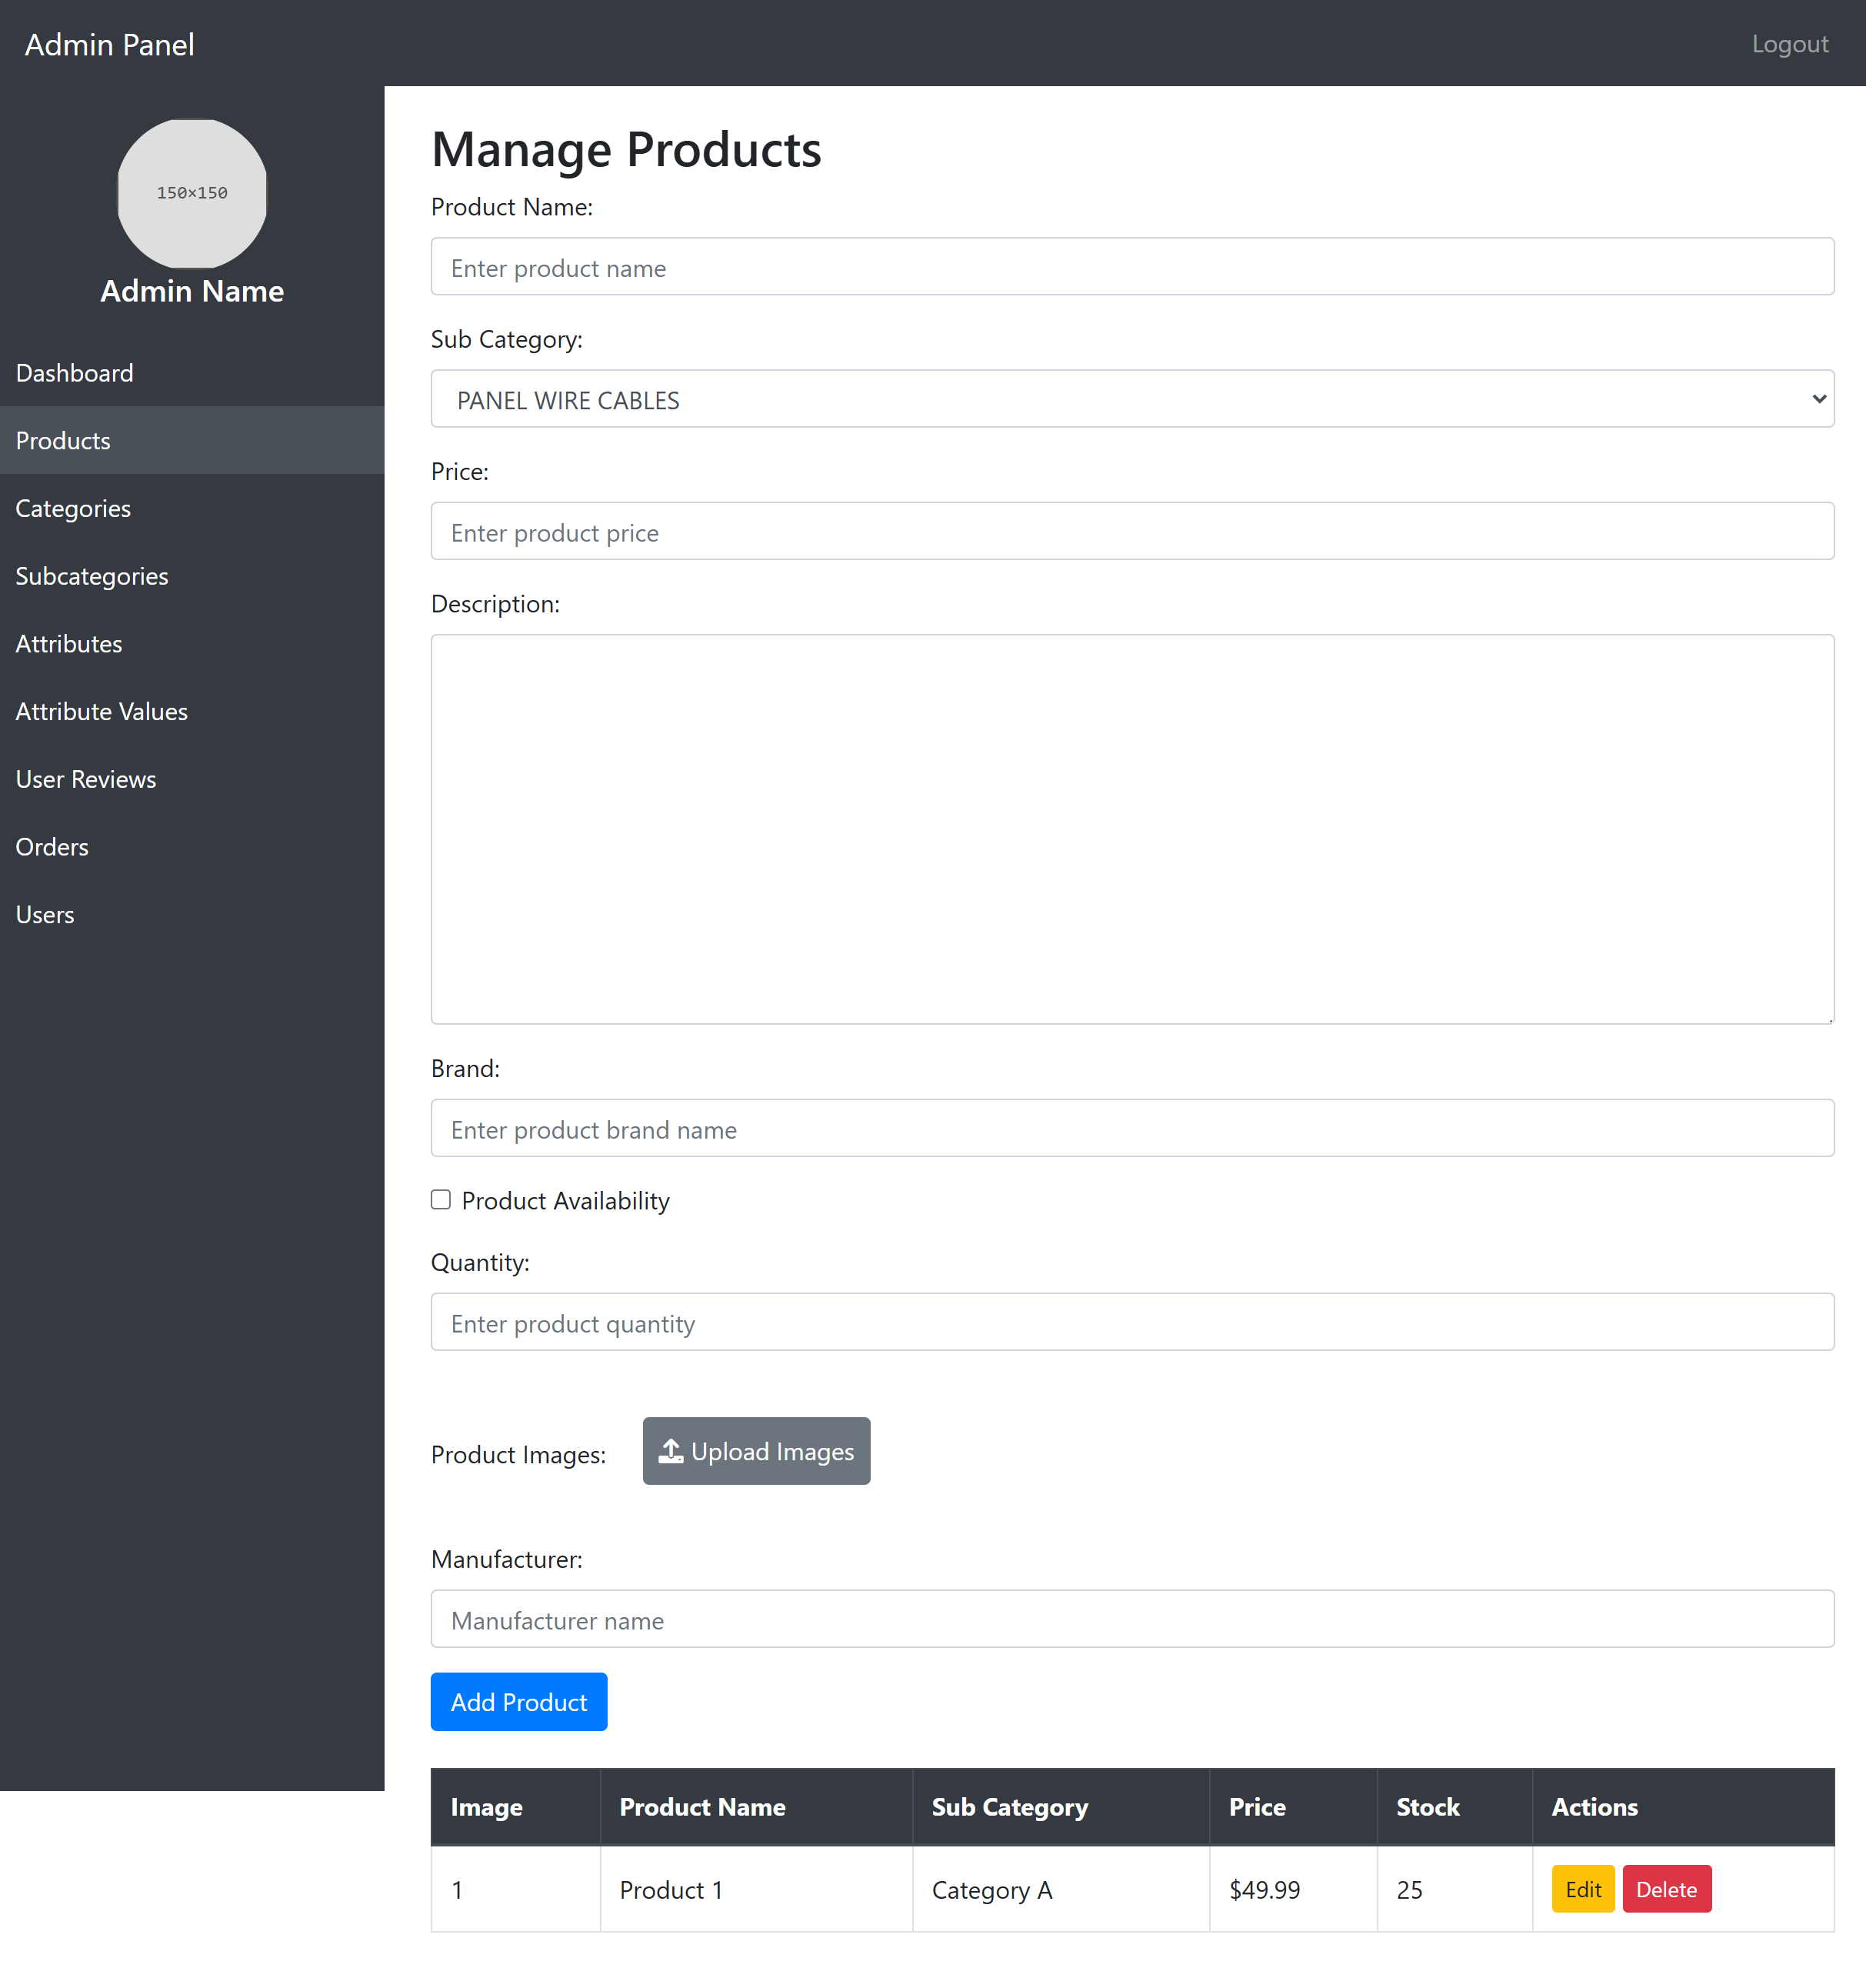 Admin Panel
Logout
150×150
Admin Name
Dashboard
Products
Categories
Subcategories
Attributes
Attribute Values
User Reviews
Orders
Users
Manage Products
Product Name:
Enter product name
Sub Category:
PANEL WIRE CABLES
Price:
Enter product price
Description:
Brand:
Enter product brand name
Product Availability
Quantity:
Enter product quantity
Product Images: Upload Images
Manufacturer:
Manufacturer name
Add Product
Image Product Name Sub Category Price Stock Actions
1 Product 1 Category A $49.99 25 Edit Delete